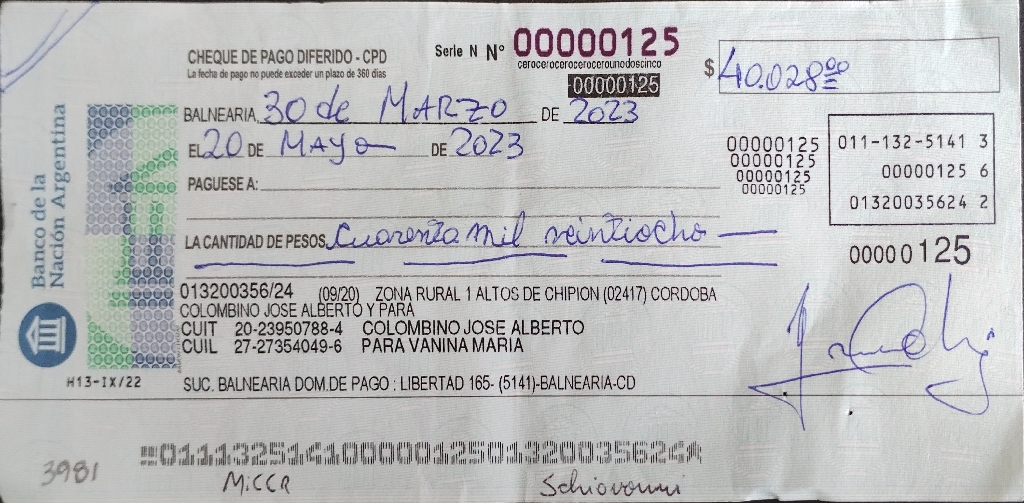 CHEQUE DE PAGO DIFERIDO - CPD
La fecha de pago no puede exceder un plazo de 360 días
Serie N Nº 00000125
cerocerocerocerocerounodoscinco
00000125
$ 40.028 00
BALNEARIA, 30 de MARZO DE 2023
EL 20 DE MAYO DE 2023
PAGUESE A:
LA CANTIDAD DE PESOS Cuarenta mil veintiocho
00000125
00000125
00000125
00000125
011-132-5141 3
00000125 6
01320035624 2
00000125
Banco de la
Nación Argentina
H13-IX/22
013200356/24 (09/20) ZONA RURAL 1 ALTOS DE CHIPION (02417) CORDOBA
COLOMBINO JOSE ALBERTO Y PARA
CUIT 20-23950788-4 COLOMBINO JOSE ALBERTO
CUIL 27-27354049-6 PARA VANINA MARIA
SUC. BALNEARIA DOM.DE PAGO : LIBERTAD 165- (5141)-BALNEARIA-CD
01113251410000012501320035624
3981
MiCCA
Schiavonni